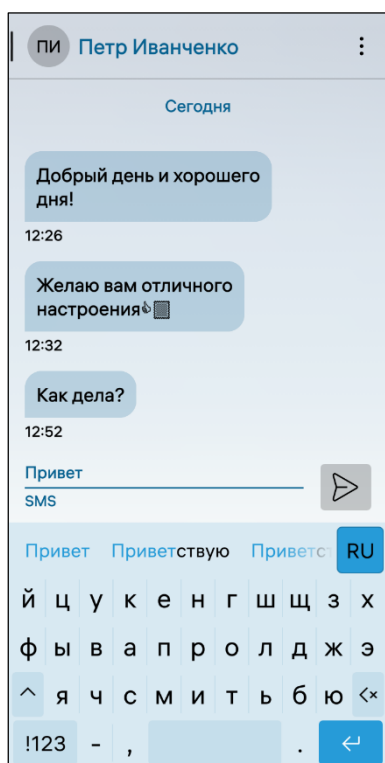 ПИ Петр Иванченко
Сегодня
Добрый день и хорошего
дня!
12:26
Желаю вам отличного
настроения👍🏽
12:32
Как дела?
12:52
Привет
SMS
Привет Приветствую Приветс RU
й ц у к е н г ш щ з х
ф ы в а п р о л д ж э
я ч с м и т ь б ю
!123 - , .